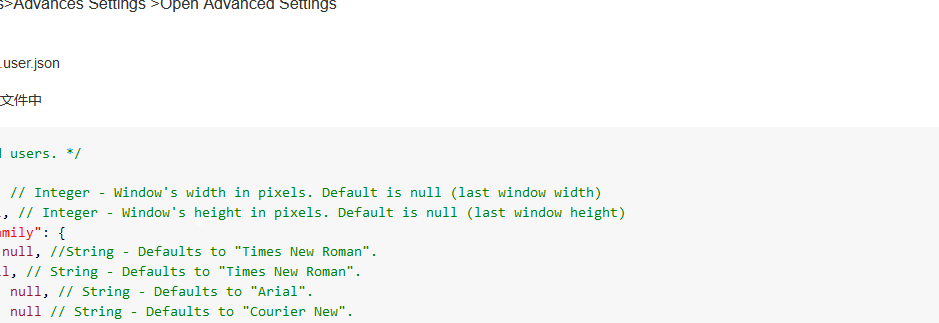 s>Advances Settings >Open Advanced Settings
.user.json
文件中
users. */
// Integer - Window's width in pixels. Default is null (last window width)
, // Integer - Window's height in pixels. Default is null (last window height)
amily": {
null, //String - Defaults to "Times New Roman".
l, // String - Defaults to "Times New Roman".
null, // String - Defaults to "Arial".
null // String - Defaults to "Courier New".